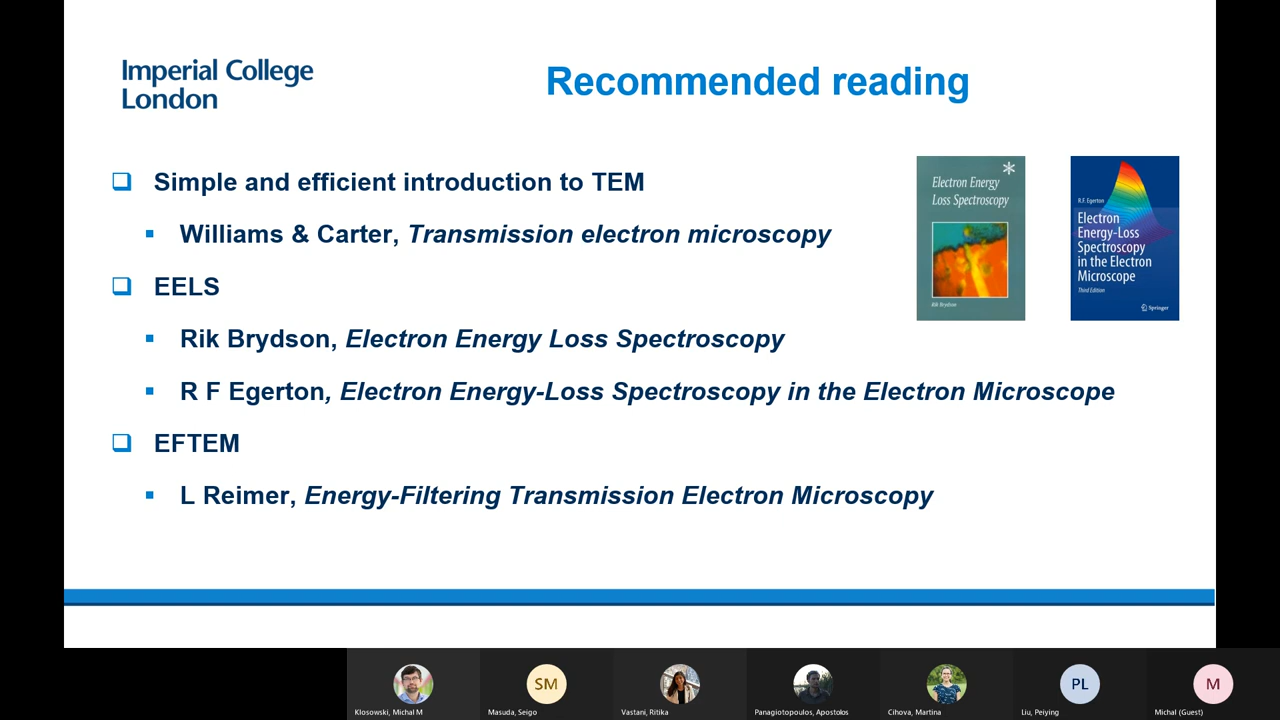 Imperial College
London
Recommended reading
Simple and efficient introduction to TEM
Williams & Carter, Transmission electron microscopy
EELS
Rik Brydson, Electron Energy Loss Spectroscopy
R F Egerton, Electron Energy-Loss Spectroscopy in the Electron Microscope
EFTEM
L Reimer, Energy-Filtering Transmission Electron Microscopy
Electron Energy
Loss Spectroscopy
Rik Brydson
R.F. Egerton
Electron
Energy-Loss
Spectroscopy
in the Electron
Microscope
Third Edition
Springer
SM
PL
M
Klosowski, Michal M
Masuda, Seigo
Vastani, Ritika
Panagiotopoulos, Apostolos
Cihova, Martina
Liu, Peiying
Michal (Guest)